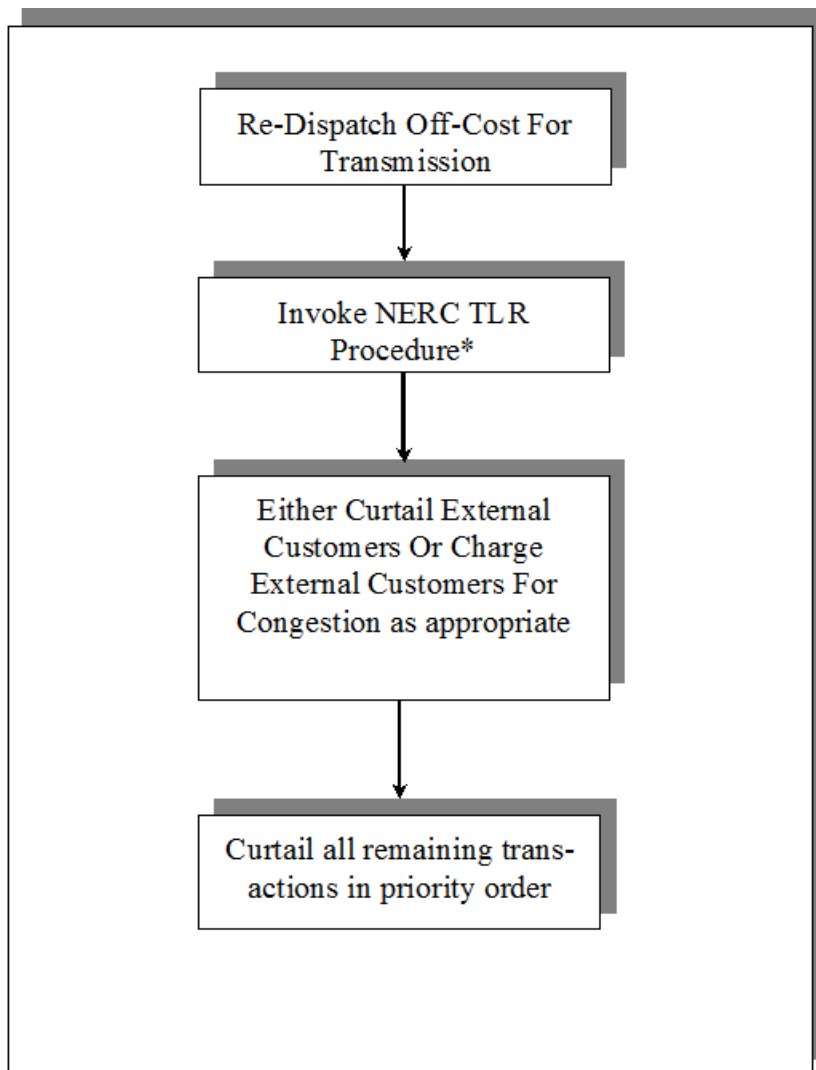 Re-Dispatch Off-Cost For
Transmission
Invoke NERC TLR
Procedure*
Either Curtail External
Customers Or Charge
External Customers For
Congestion as appropriate
Curtail all remaining trans-
actions in priority order